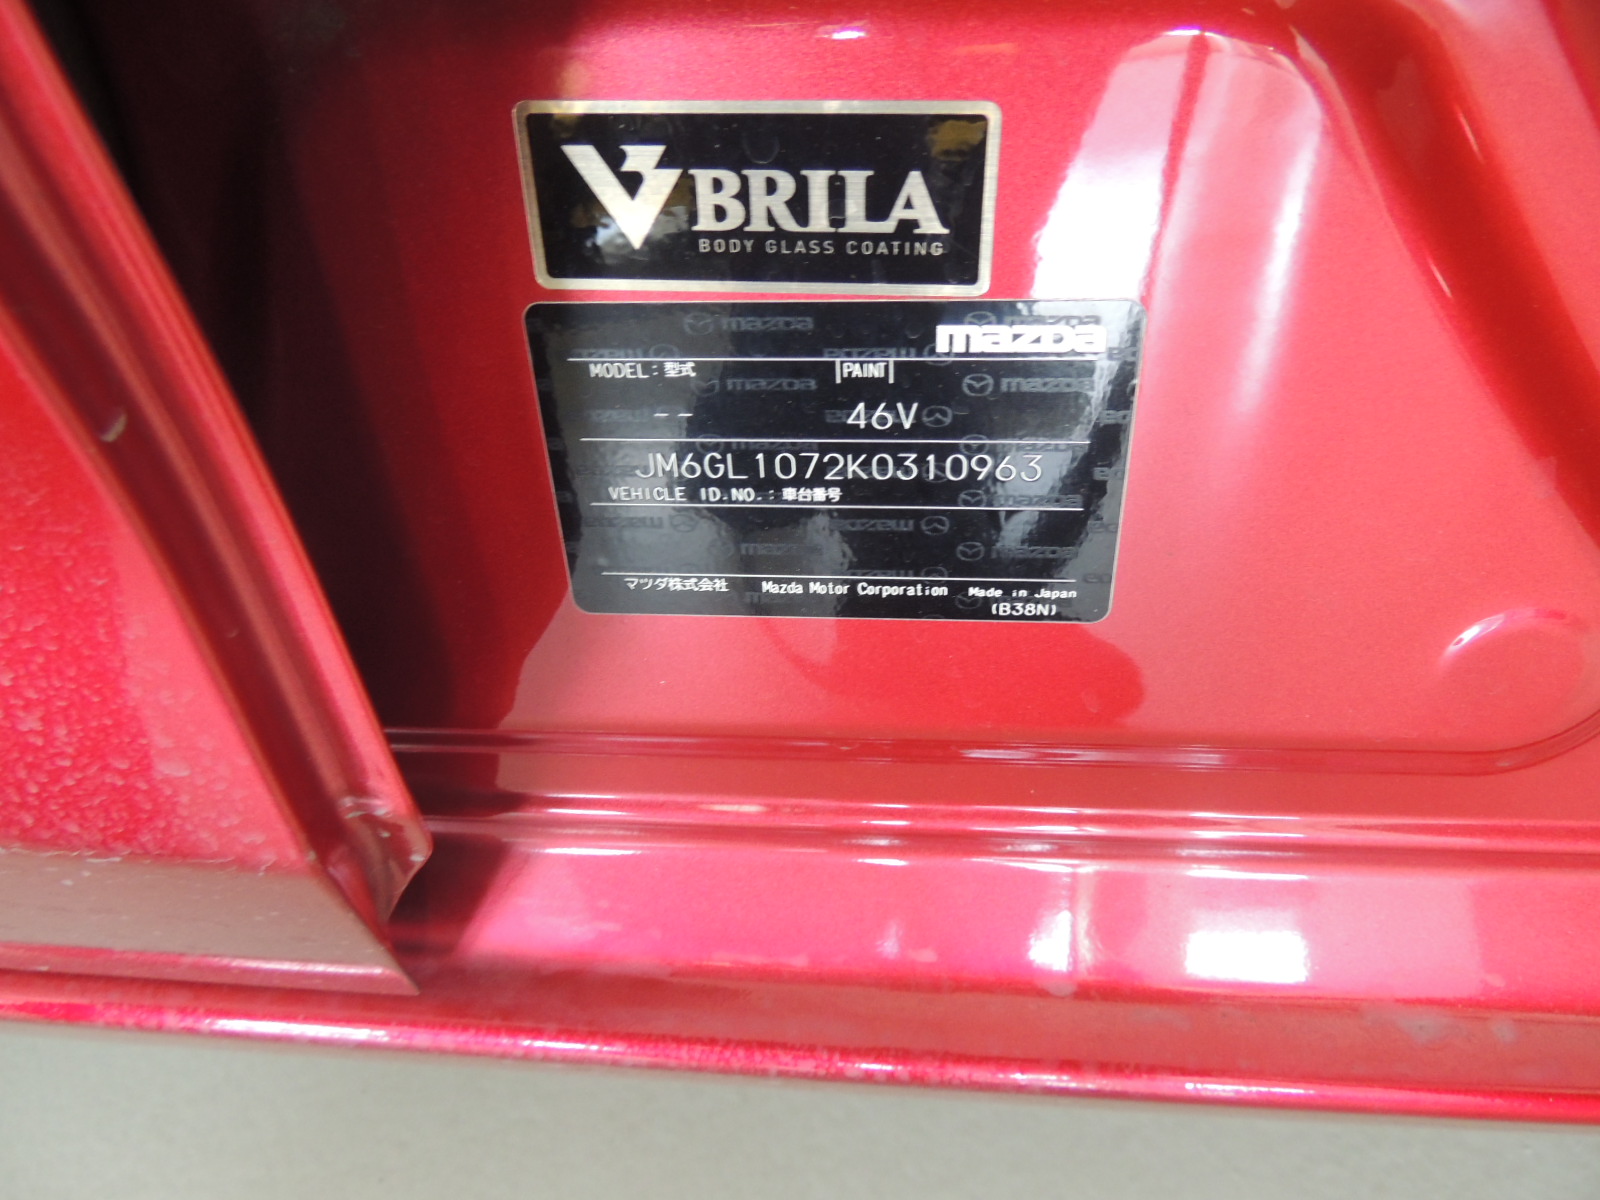 BRILA
BODY GLASS COATING
mazda
MODEL: 型式 PAINT
-- 46V
JM6GL1072K0310963
VEHICLE ID.NO.: 車台番号
マツダ株式会社 Mazda Motor Corporation Made in Japan
(B38N)